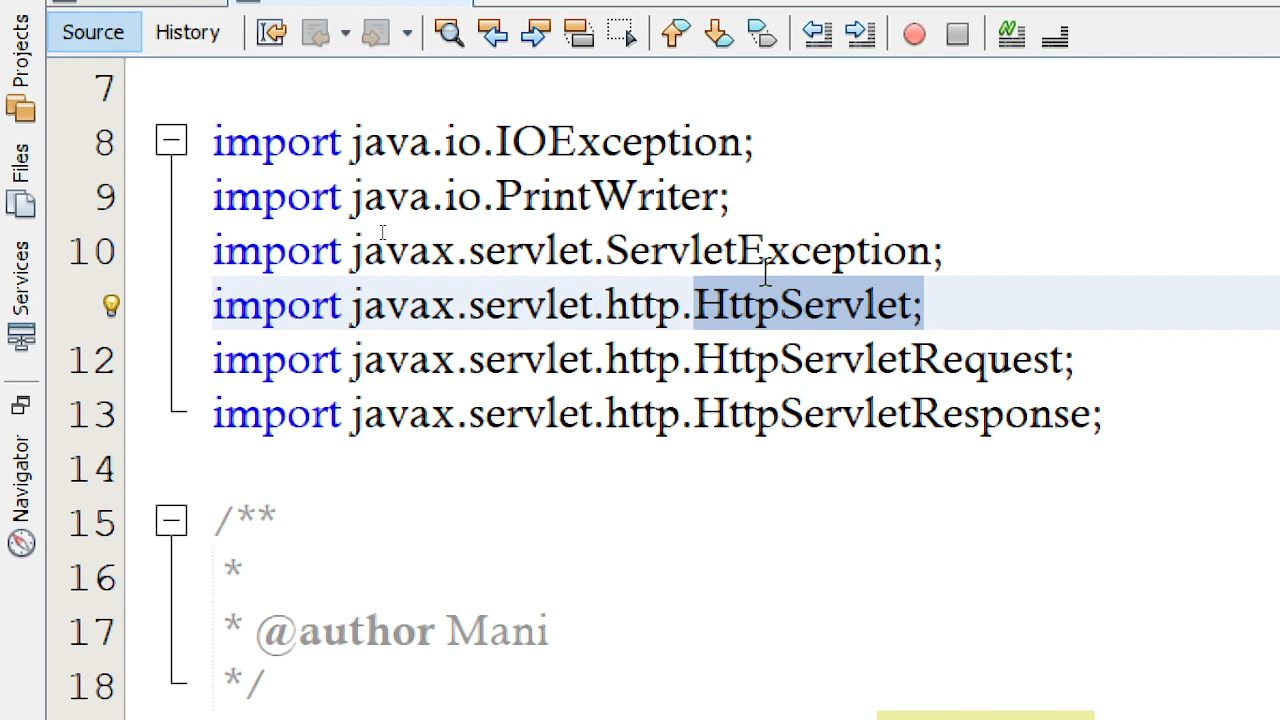 Source History
Projects
Files
Services
Navigator
7
8 import java.io.IOException;
9 import java.io.PrintWriter;
10 import javax.servlet.ServletException;
import javax.servlet.http.HttpServlet;
12 import javax.servlet.http.HttpServletRequest;
13 import javax.servlet.http.HttpServletResponse;
14
15 /**
16 *
17 * @author Mani
18 */